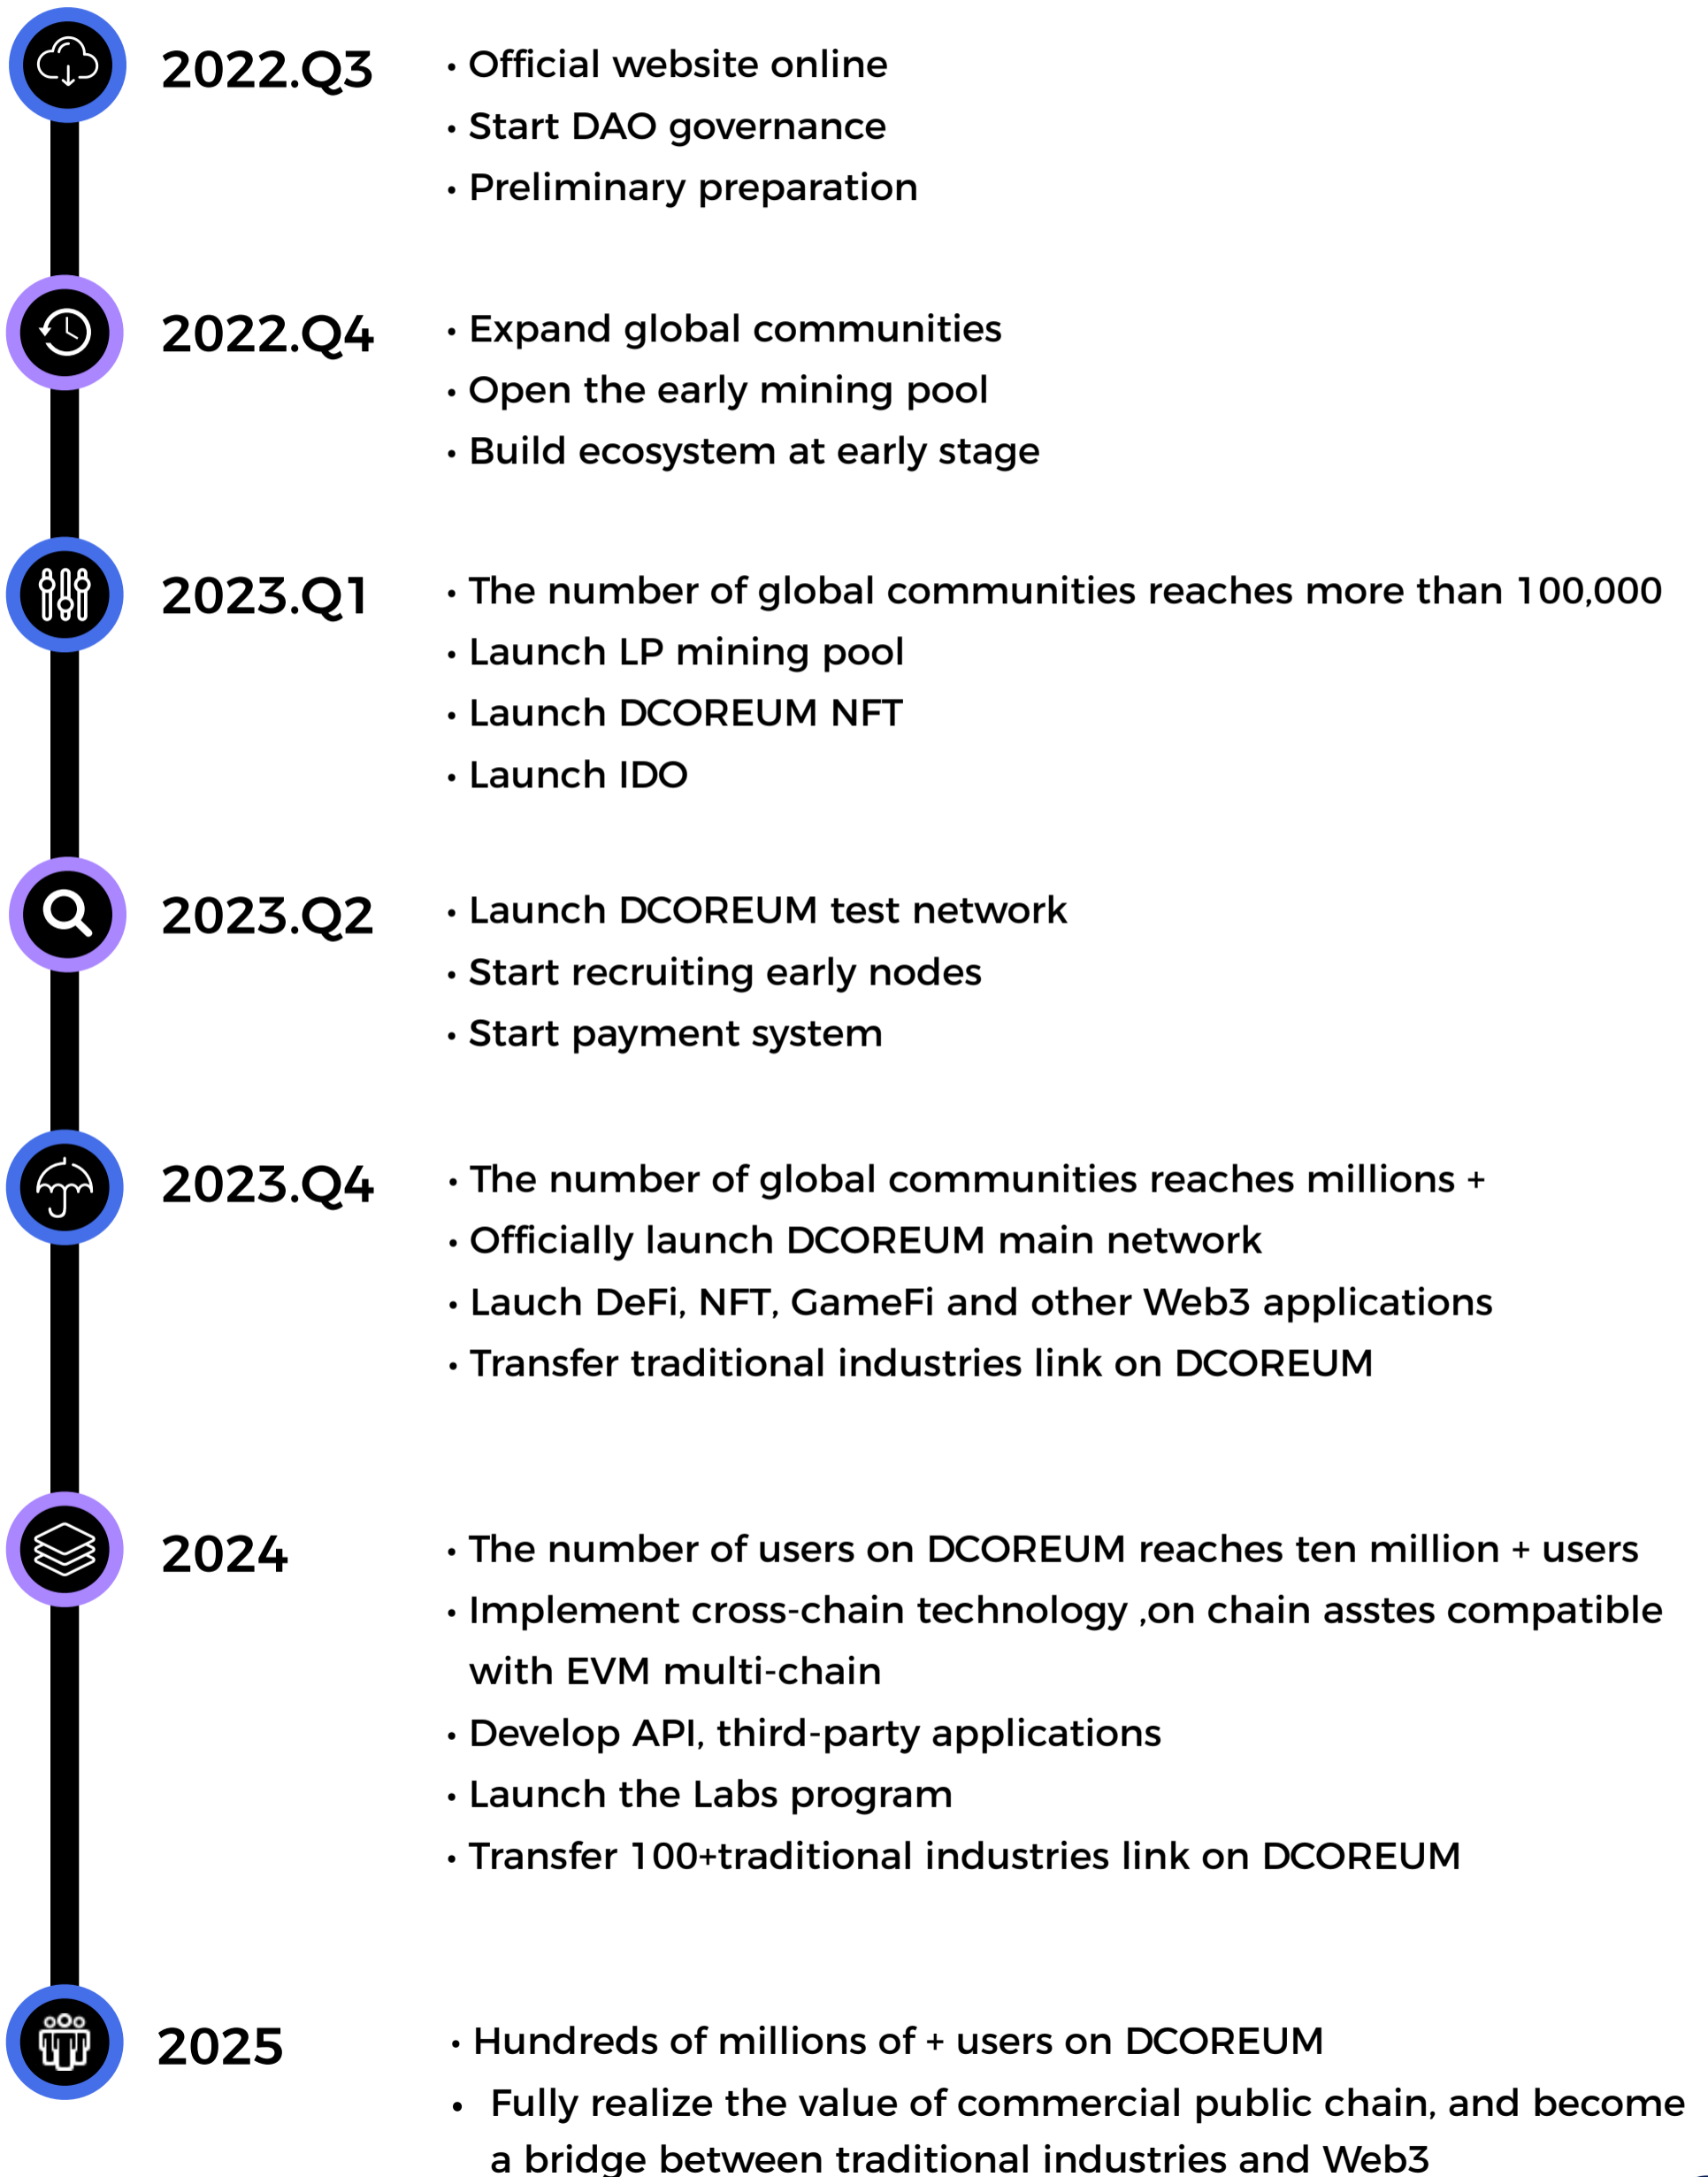 2022.Q3
• Official website online
• Start DAO governance
• Preliminary preparation
2022.Q4
• Expand global communities
• Open the early mining pool
• Build ecosystem at early stage
2023.Q1
• The number of global communities reaches more than 100,000
• Launch LP mining pool
• Launch DCOREUM NFT
• Launch IDO
2023.Q2
• Launch DCOREUM test network
• Start recruiting early nodes
• Start payment system
2023.Q4
• The number of global communities reaches millions +
• Officially launch DCOREUM main network
• Lauch DeFi, NFT, GameFi and other Web3 applications
• Transfer traditional industries link on DCOREUM
2024
• The number of users on DCOREUM reaches ten million + users
• Implement cross-chain technology ,on chain asstes compatible
with EVM multi-chain
• Develop API, third-party applications
• Launch the Labs program
• Transfer 100+traditional industries link on DCOREUM
2025
• Hundreds of millions of + users on DCOREUM
• Fully realize the value of commercial public chain, and become
a bridge between traditional industries and Web3